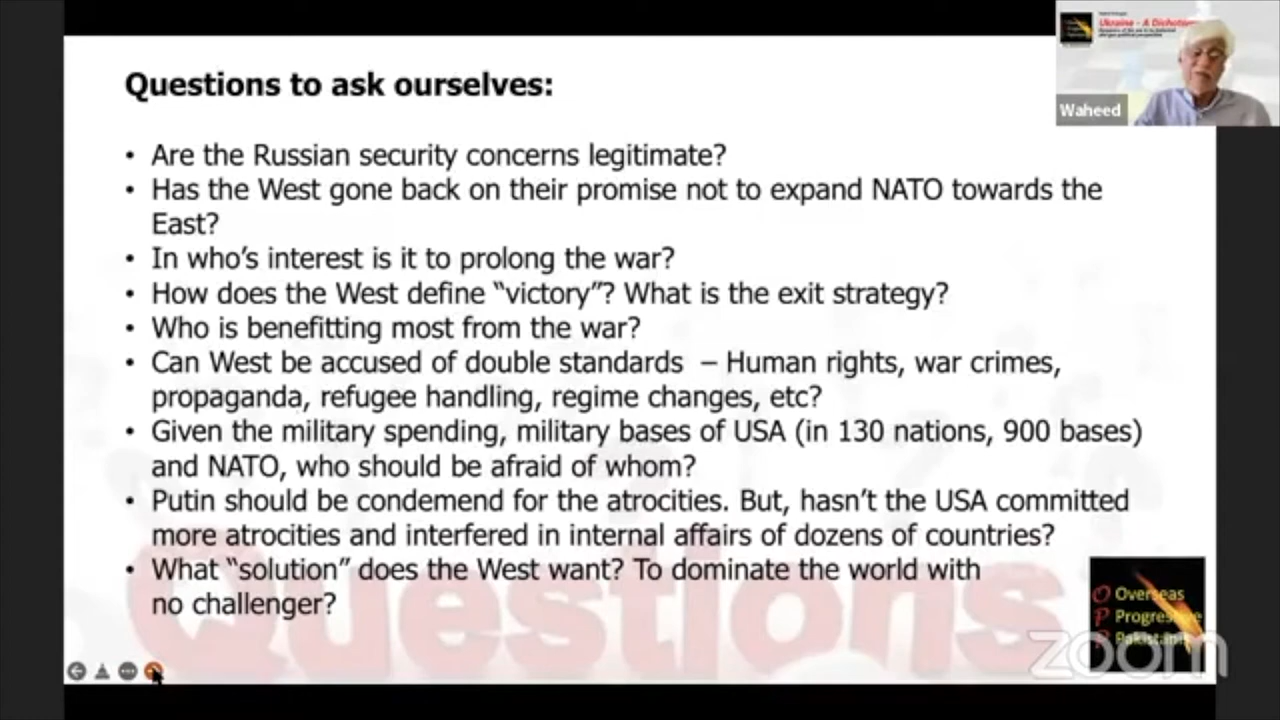 Ukraine - A Dichotomy
Waheed
Questions to ask ourselves:
• Are the Russian security concerns legitimate?
• Has the West gone back on their promise not to expand NATO towards the
East?
• In who's interest is it to prolong the war?
• How does the West define “victory”? What is the exit strategy?
• Who is benefitting most from the war?
• Can West be accused of double standards – Human rights, war crimes,
propaganda, refugee handling, regime changes, etc?
• Given the military spending, military bases of USA (in 130 nations, 900 bases)
and NATO, who should be afraid of whom?
• Putin should be condemend for the atrocities. But, hasn't the USA committed
more atrocities and interfered in internal affairs of dozens of countries?
• What “solution” does the West want? To dominate the world with
no challenger?
Questions
Overseas
Progressive
Pakistanis
zoom